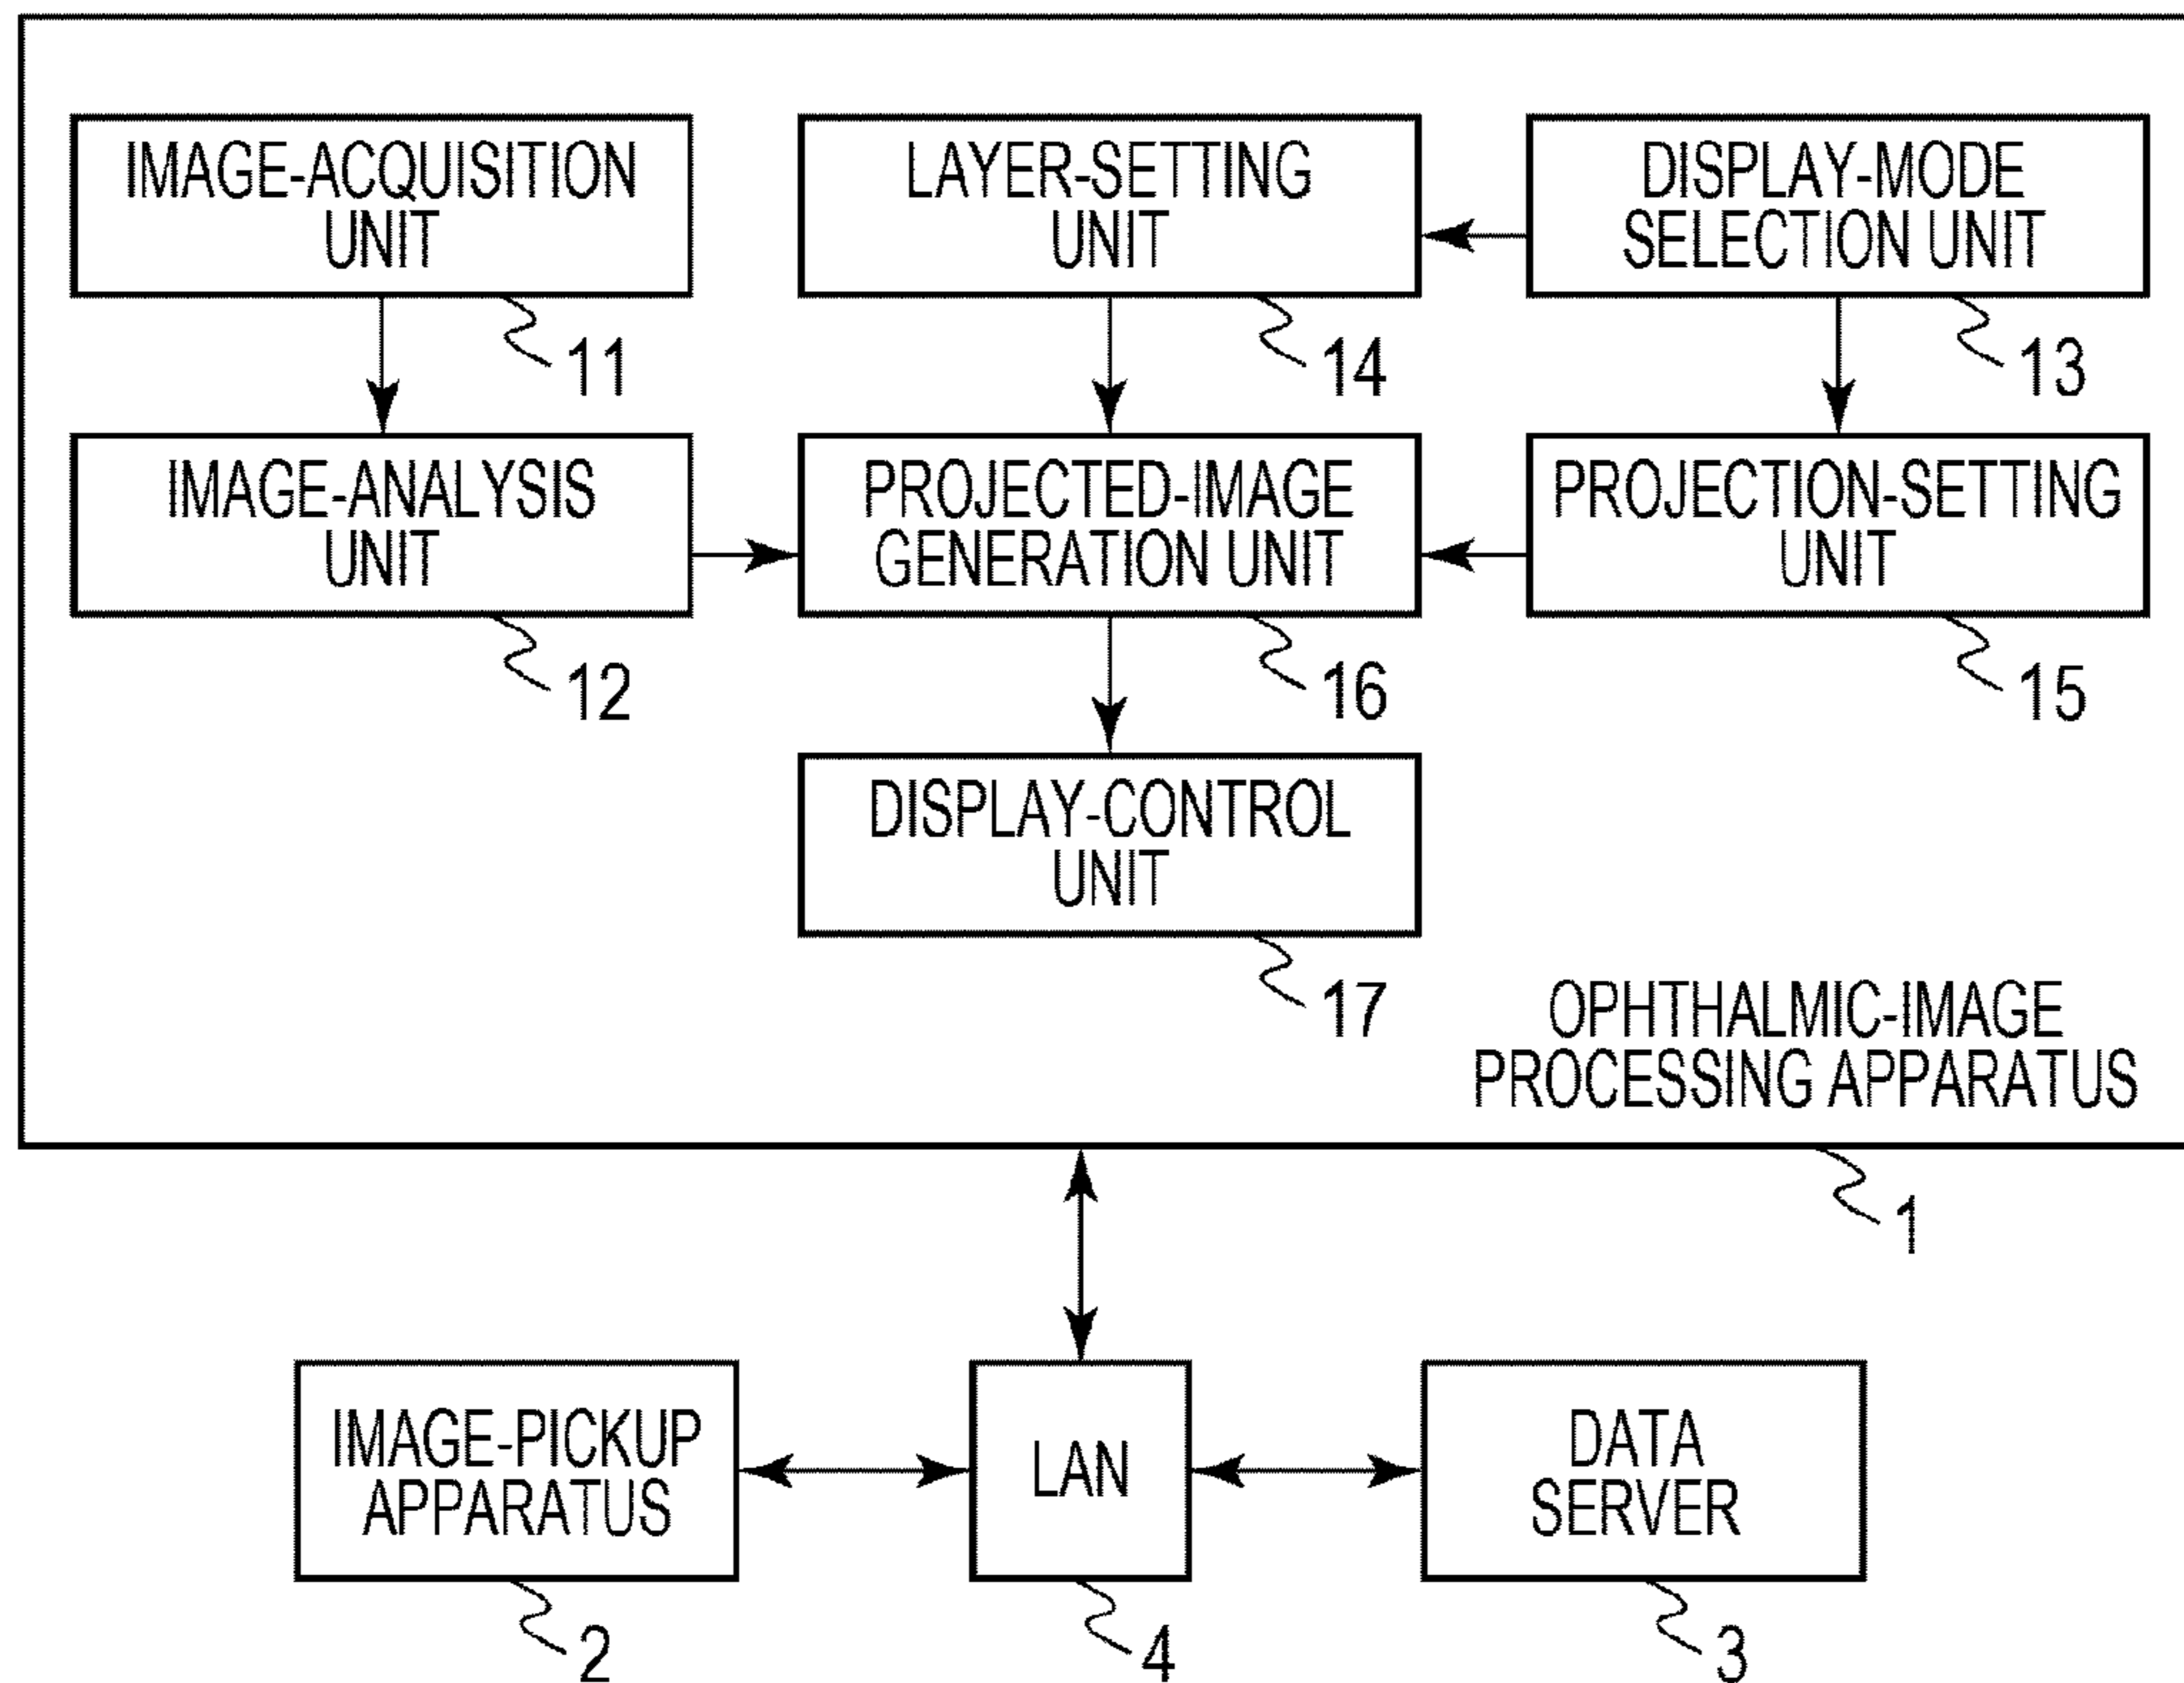 IMAGE-ACQUISITION
UNIT
11
LAYER-SETTING
UNIT
14
DISPLAY-MODE
SELECTION UNIT
13
IMAGE-ANALYSIS
UNIT
12
PROJECTED-IMAGE
GENERATION UNIT
16
PROJECTION-SETTING
UNIT
15
DISPLAY-CONTROL
UNIT
17
OPHTHALMIC-IMAGE
PROCESSING APPARATUS
1
IMAGE-PICKUP
APPARATUS
2
LAN
4
DATA
SERVER
3